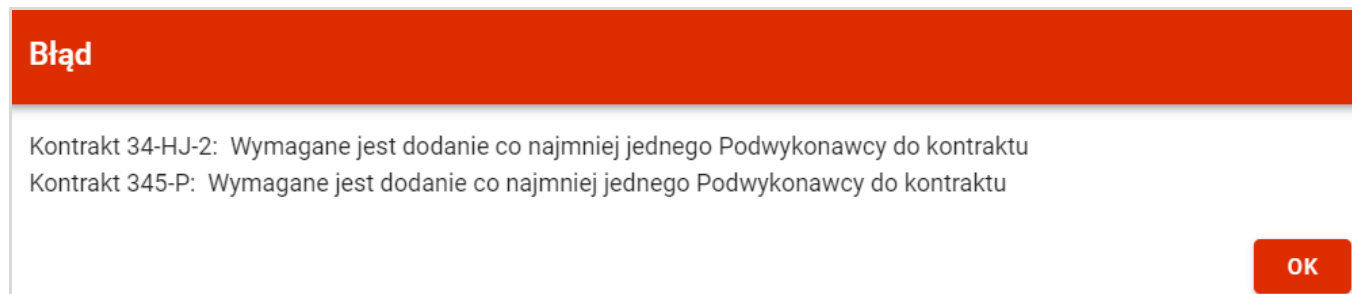 Błąd
Kontrakt 34-HJ-2:  Wymagane jest dodanie co najmniej jednego Podwykonawcy do kontraktu
Kontrakt 345-P:  Wymagane jest dodanie co najmniej jednego Podwykonawcy do kontraktu
OK